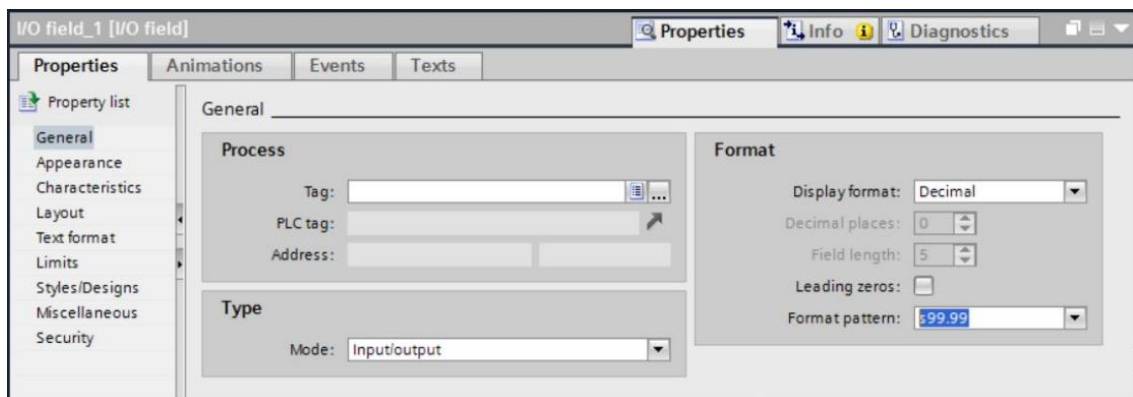 I/O field_1 [I/O field]
Properties
Info
Diagnostics
Properties
Animations
Events
Texts
Property list
General
Appearance
Characteristics
Layout
Text format
Limits
Styles/Designs
Miscellaneous
Security
General
Process
Tag:
...
PLC tag:
Address:
Type
Mode: Input/output
Format
Display format: Decimal
Decimal places: 0
Field length: 5
Leading zeros:
Format pattern: s99.99